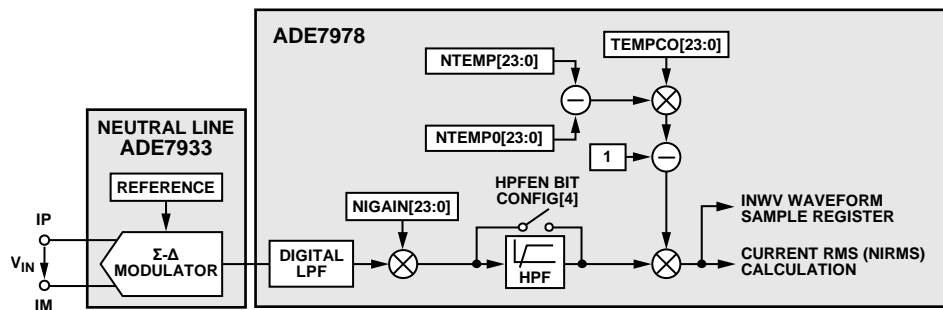 ADE7978
NTEMP[23:0]
TEMPCO[23:0]
NTEMP0[23:0]
1
NEUTRAL LINE
ADE7933
REFERENCE
IP
VIN
IM
Σ-Δ
MODULATOR
DIGITAL
LPF
NIGAIN[23:0]
HPFEN BIT
CONFIG[4]
HPF
INWV WAVEFORM
SAMPLE REGISTER
CURRENT RMS (NIRMS)
CALCULATION